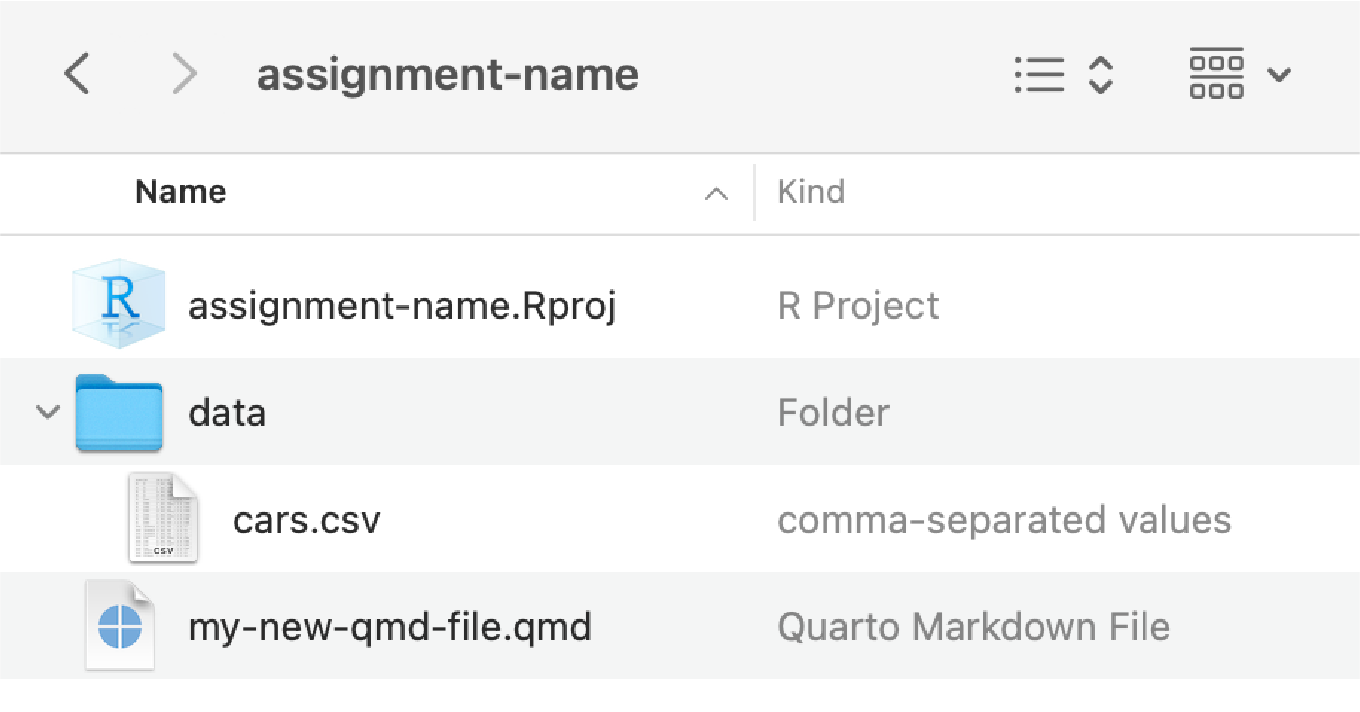 assignment-name
Name Kind
R assignment-name.Rproj R Project
data Folder
CSV cars.csv comma-separated values
my-new-qmd-file.qmd Quarto Markdown File